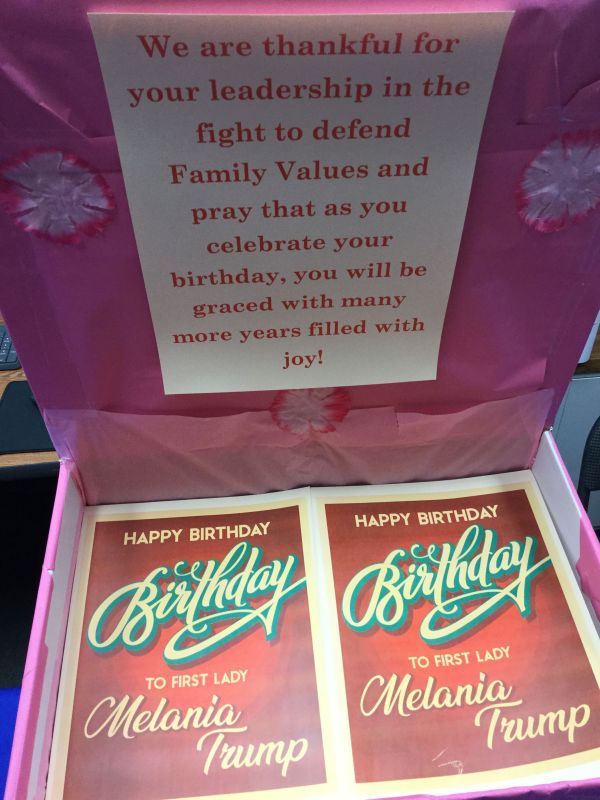 We are thankful for
your leadership in the
fight to defend
Family Values and
pray that as you
celebrate your
birthday, you will be
graced with many
more years filled with
joy!
HAPPY BIRTHDAY
Birthday
TO FIRST LADY
Melania
Trump
HAPPY BIRTHDAY
Birthday
TO FIRST LADY
Melania
Trump